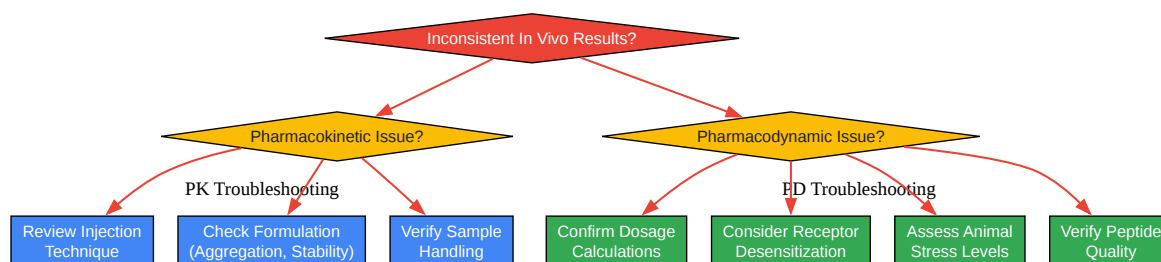 Inconsistent In Vivo Results?
Pharmacokinetic Issue?
Pharmacodynamic Issue?
PK Troubleshooting
PD Troubleshooting
Review Injection
Technique
Check Formulation
(Aggregation, Stability)
Verify Sample
Handling
Confirm Dosage
Calculations
Consider Receptor
Desensitization
Assess Animal
Stress Levels
Verify Peptide
Quality